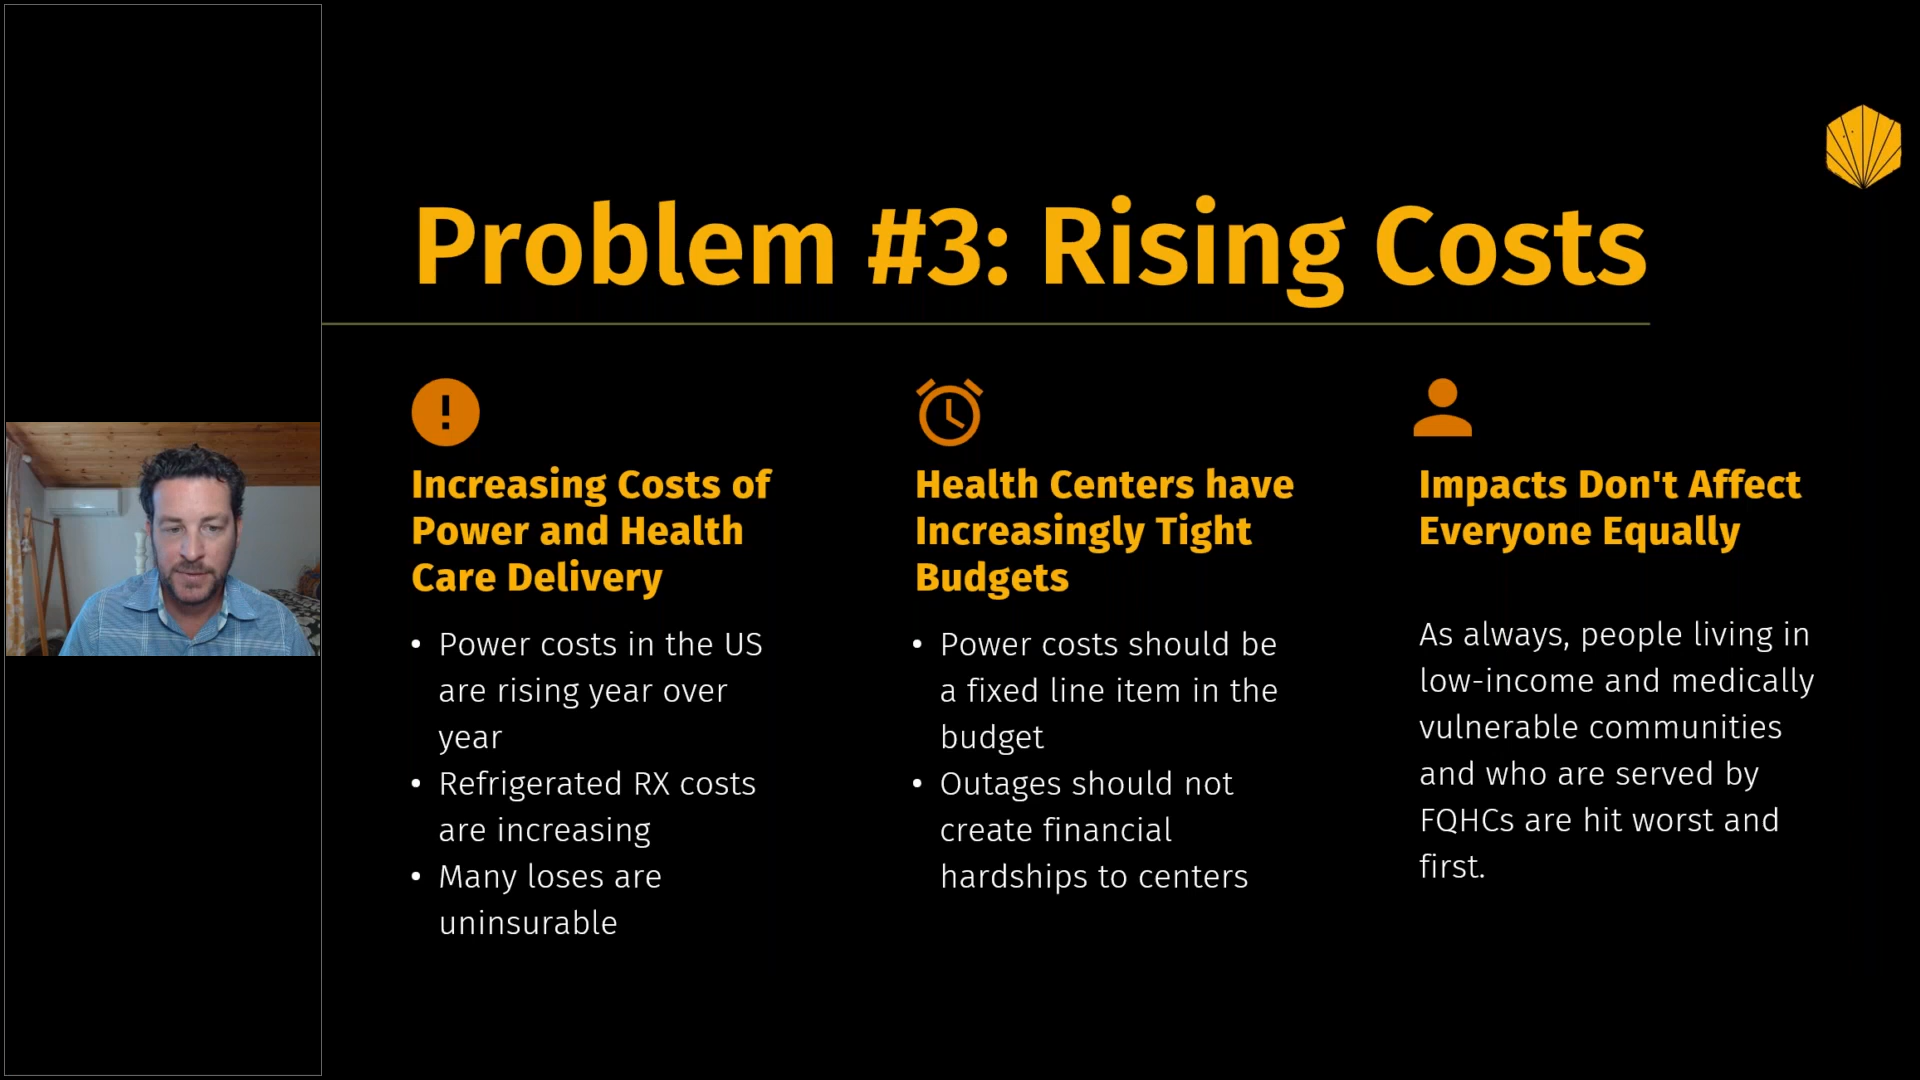 Problem #3: Rising Costs
Increasing Costs of
Power and Health
Care Delivery
• Power costs in the US
are rising year over
year
• Refrigerated RX costs
are increasing
• Many loses are
uninsurable
Health Centers have
Increasingly Tight
Budgets
• Power costs should be
a fixed line item in the
budget
• Outages should not
create financial
hardships to centers
Impacts Don't Affect
Everyone Equally
As always, people living in
low-income and medically
vulnerable communities
and who are served by
FQHCs are hit worst and
first.